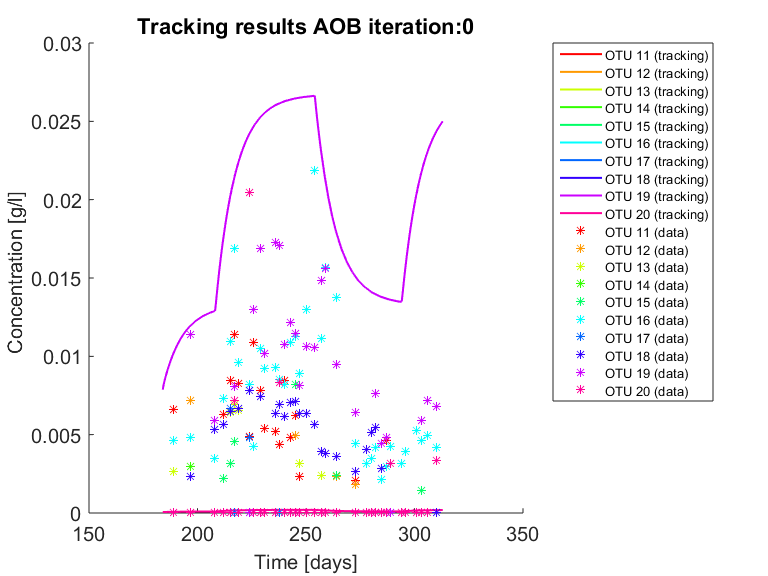 Tracking results AOB iteration:0
0.03
0.025
0.02
0.015
0.01
0.005
0
150
200
250
300
350
Concentration [g/l]
Time [days]
OTU 11 (tracking)
OTU 12 (tracking)
OTU 13 (tracking)
OTU 14 (tracking)
OTU 15 (tracking)
OTU 16 (tracking)
OTU 17 (tracking)
OTU 18 (tracking)
OTU 19 (tracking)
OTU 20 (tracking)
OTU 11 (data)
OTU 12 (data)
OTU 13 (data)
OTU 14 (data)
OTU 15 (data)
OTU 16 (data)
OTU 17 (data)
OTU 18 (data)
OTU 19 (data)
OTU 20 (data)